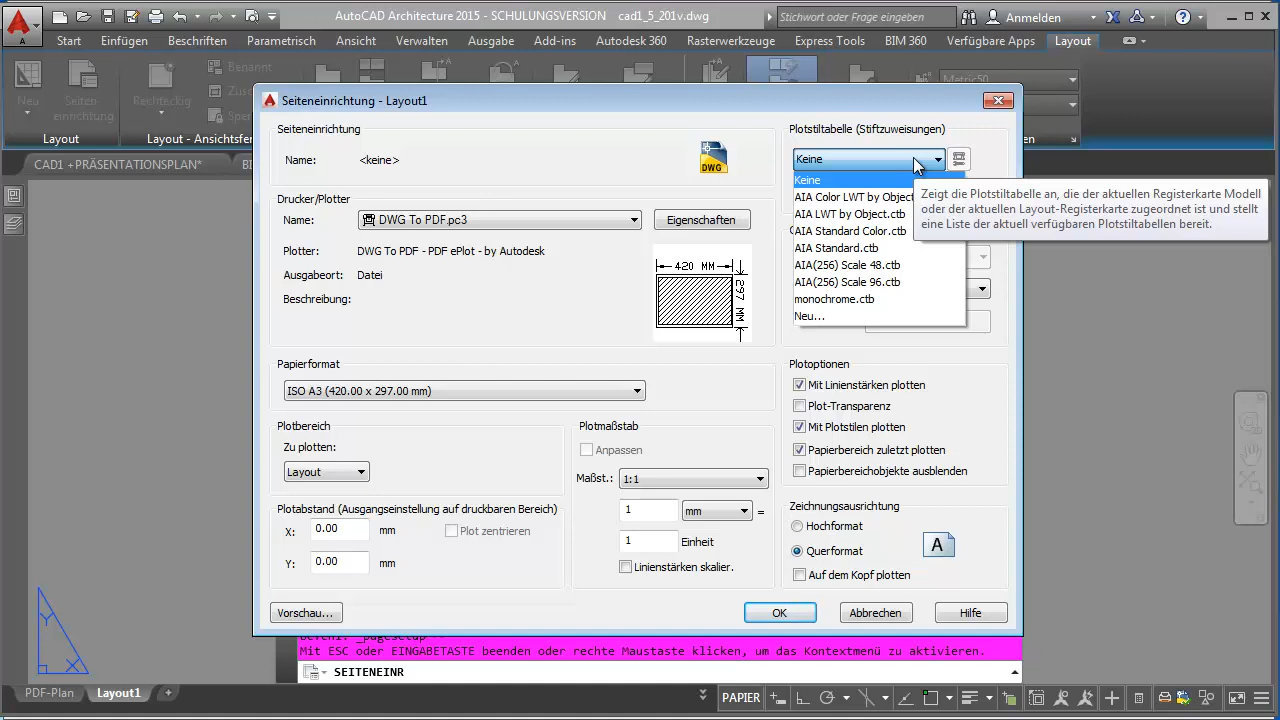 AutoCAD Architecture 2015 - SCHULUNGSVERSION cad1_5_201v.dwg
Stichwort oder Frage eingeben
Anmelden
Start Einfügen Beschriften Parametrisch Ansicht Verwalten Ausgabe Add-ins Autodesk 360 Rasterwerkzeuge Express Tools BIM 360 Verfügbare Apps Layout
Neu
Seiten
einrichtung
Rechteckig
Benannt
Metric50
Layout
CAD1 +PRÄSENTATIONSPLAN*
Seiteneinrichtung - Layout1
Seiteneinrichtung
Name: <keine>
DWG
Drucker/Plotter
Name: DWG To PDF.pc3
Eigenschaften
Plotter: DWG To PDF - PDF ePlot - by Autodesk
Ausgabeort: Datei
Beschreibung:
420 MM
297 MM
Papierformat
ISO A3 (420.00 x 297.00 mm)
Plotbereich
Zu plotten:
Layout
Plotabstand (Ausgangseinstellung auf druckbaren Bereich)
X: 0.00 mm
Plot zentrieren
Y: 0.00 mm
Plotmaßstab
Anpassen
Maßst.: 1:1
1 mm =
1 Einheit
Linienstärken skalier.
Plotstiltabelle (Stiftzuweisungen)
Keine
Keine
AIA Color LWT by Object
AIA LWT by Object.ctb
AIA Standard Color.ctb
AIA Standard.ctb
AIA(256) Scale 48.ctb
AIA(256) Scale 96.ctb
monochrome.ctb
Neu...
Zeigt die Plotstiltabelle an, die der aktuellen Registerkarte Modell
oder der aktuellen Layout-Registerkarte zugeordnet ist und stellt
eine Liste der aktuell verfügbaren Plotstiltabellen bereit.
Plotoptionen
Mit Linienstärken plotten
Plot-Transparenz
Mit Plotstilen plotten
Papierbereich zuletzt plotten
Papierbereichobjekte ausblenden
Zeichnungsausrichtung
Hochformat
Querformat
A
Auf dem Kopf plotten
Vorschau...
OK
Abbrechen
Hilfe
Y
X
Mit ESC oder EINGABETASTE beenden oder rechte Maustaste klicken, um das Kontextmenü zu aktivieren.
SEITENEINR
PDF-Plan Layout1
PAPIER